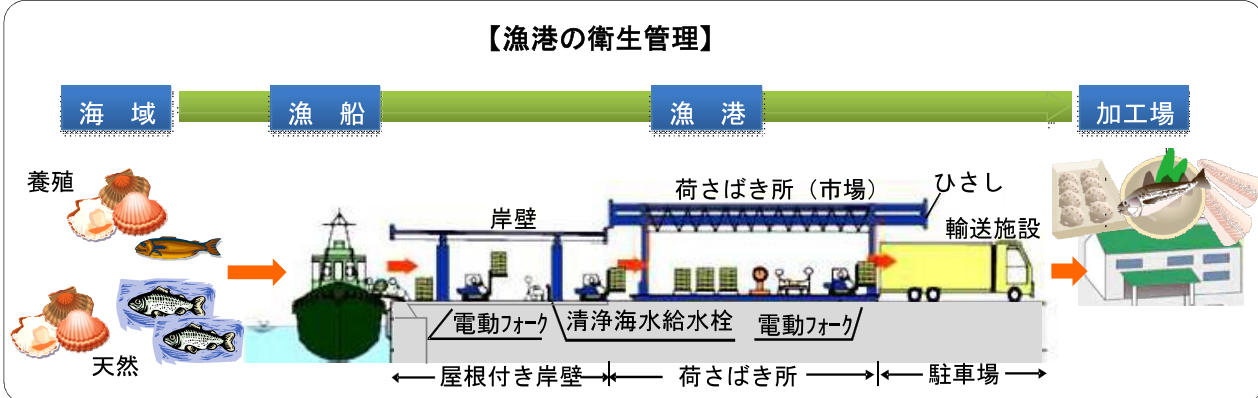 【漁港の衛生管理】
海 域
漁 船
漁 港
加工場
養殖
天然
岸壁
荷さばき所（市場）
ひさし
輸送施設
電動フォーク
清浄海水給水栓
電動フォーク
屋根付き岸壁
荷さばき所
駐車場